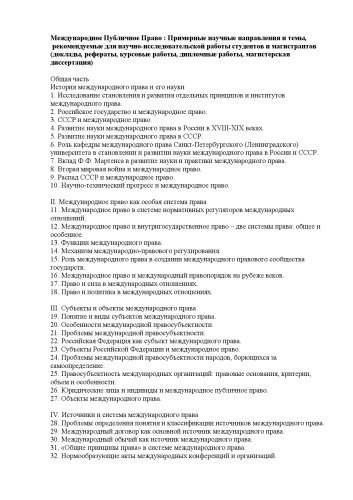 Международное Публичное Право : Примерные научные направления и темы,
рекомендуемые для научно-исследовательской работы студентов и магистрантов
(доклады, рефераты, курсовые работы, дипломные работы, магистерская
диссертация)
Общая часть
История международного права и его науки
1. Исследование становления и развития отдельных принципов и институтов
международного права.
2. Российское государство и международное право.
3. СССР и международное право
4. Развитие науки международного права в России в XVIII-XIX веках.
5. Развитие науки международного права в СССР.
6. Роль кафедры международного права Санкт-Петербургского (Ленинградского)
университета в становлении и развитии науки международного права в России и СССР.
7. Вклад Ф.Ф. Мартенса в развитие науки и практики международного права.
8. Вторая мировая война и международное право.
9. Распад СССР и международное право.
10. Научно-технический прогресс и международное право.
II. Международное право как особая система права
11. Международное право в системе нормативных регуляторов международных
отношений.
12. Международное право и внутригосударственное право – две системы права: общее и
особенное.
13. Функции международного права.
14. Механизм международно-правового регулирования.
15. Роль международного права в создании международного правового сообщества
государств.
16. Международное право и международный правопорядок на рубеже веков.
17. Право и сила в международных отношениях.
18. Право и политика в международных отношениях.
III. Субъекты и объекты международного права
19. Понятие и виды субъектов международного права.
20. Особенности международной правосубъектности.
21. Проблемы международной правосубъектности.
22. Российская Федерация как субъект международного права.
23. Субъекты Российской Федерации и международное право.
24. Проблемы международной правосубъектности народов, борющихся за
самоопределение.
25. Правосубъектность международных организаций: правовые основания, критерии,
объем и особенности.
26. Юридические лица и индивиды и международное публичное право.
27. Объекты международного права.
IV. Источники и система международного права
28. Проблемы определения понятия и классификации источников международного права.
29. Международный договор как основной источник международного права.
30. Международный обычай как источник международного права.
31. «Общие принципы права» в системе международного права.
32. Нормообразующие акты международных конференций и организаций.